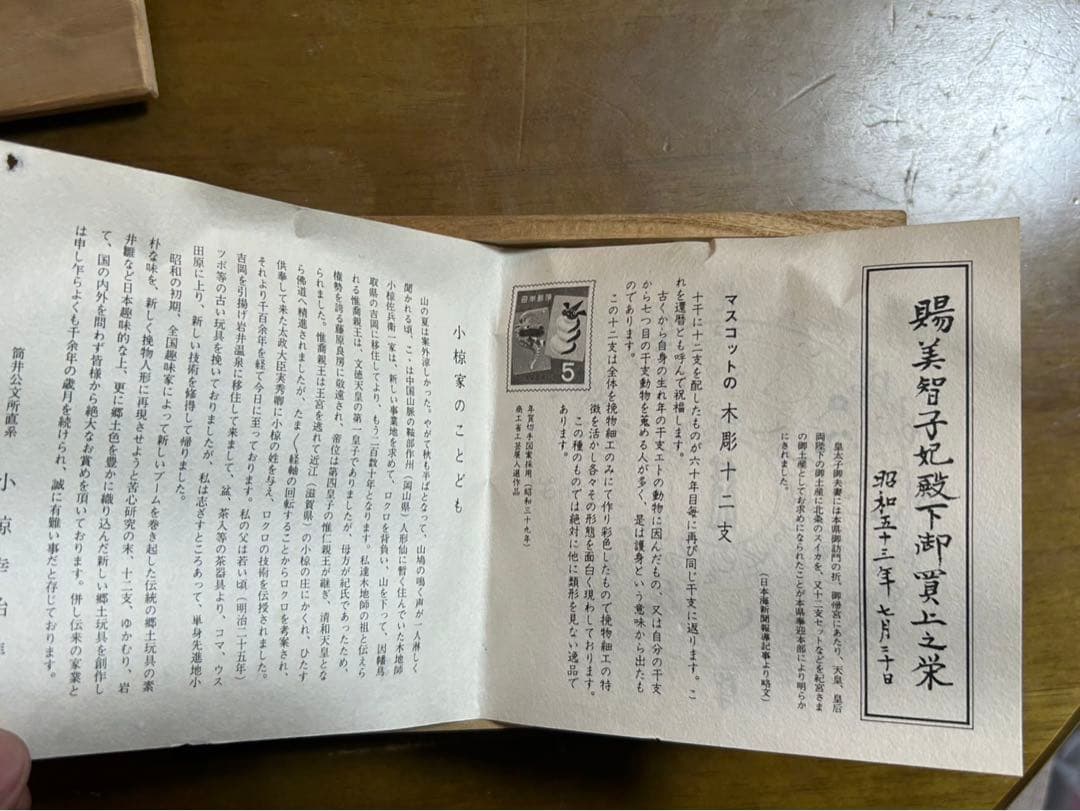 賜美智子妃殿下御買上之栄
昭和五十三年七月二十日
皇太子御夫妻には本県御訪問の折、御帰宮にあたり、天皇、皇后
両陛下の御土産に北条のスイカを、又十二支セットなどを紀宮さま
の御土産としてお求めになられたことが本県奉迎本部により明らか
にされました。
(日本海新聞報導記事より略文)
マスコットの木彫十二支
十干に十二支を配したものが六十年目毎に再び同じ干支に返ります。こ
れを還暦とも呼んで祝福します。
古くから自身の生れ年の干支エトの動物に因んだもの、又は自分の干支
から七つ目の干支動物を蒐める人が多く、是は護身という意味から出たも
のであります。
この十二支は全体を挽物細工のみにて作り彩色したもので挽物細工の特
徴を活かし各々その形態を面白く現わしております。
この種のものでは絶対に他に類形を見ない逸品で
あります。
日本郵便
5
年賀切手図案採用(昭和三十九年)
商工省工芸展入選作品
小椋家のことども
山の夏は案外涼しかった。やがて秋も半ばとなって、山鳩の鳴く声が一人淋しく
聞かれる頃、こゝは中国山脈の鞍部作州(岡山県)人形仙に暫く住んでいた木地師
小椋佐兵衛一家は、新しい事業地を求めて、ロクロを背負い、山を下って、因幡鳥
取県の吉岡に移住してより、もう二百数十年となります。私達木地師の祖と伝えら
れる惟喬親王は、文徳天皇の第一皇子で有りましたが、母方が紀氏であったため、
権勢を誇る藤原良房に敬遠され、帝位は第四皇子の惟仁親王が継ぎ、清和天皇とな
られました。惟喬親王は王宮を逃れて近江(滋賀県)の小椋の庄にかくれ、ひたす
ら佛道へ精進されましたが、たま〱経軸の回転することからロクロを考案され、
供奉して来た太政大臣実秀卿に小椋の姓を与え、ロクロの技術を伝授されました。
それより千百余年を経て今日に至っております。私の父は若い頃(明治二十五年)
吉岡を引揚げ岩井温泉に移住して来まして、盆、茶入等の茶器具より、コマ、ウス
ツボ等の古い玩具を挽いておりましたが、私は志ざすところあって、単身先進地小
田原に上り、新しい技術を修得して帰りました。
昭和の初期、全国趣味家によって新しいブームを巻き起した伝統の郷土玩具の素
朴な味を、新しく挽物人形に再現させようと苦心研究の末、十二支、ゆかむり、岩
井雛など日本趣味的な上、更に郷土色を豊かに織り込んだ新しい郷土玩具を創作し
て、国の内外を問わず皆様から絶大なお賞めを頂いております。併し伝来の家業と
は申し乍らよくも千余年の歳月を続けられ、誠に有難い事だと存じております。
筒井公文所直系
小椋幸治